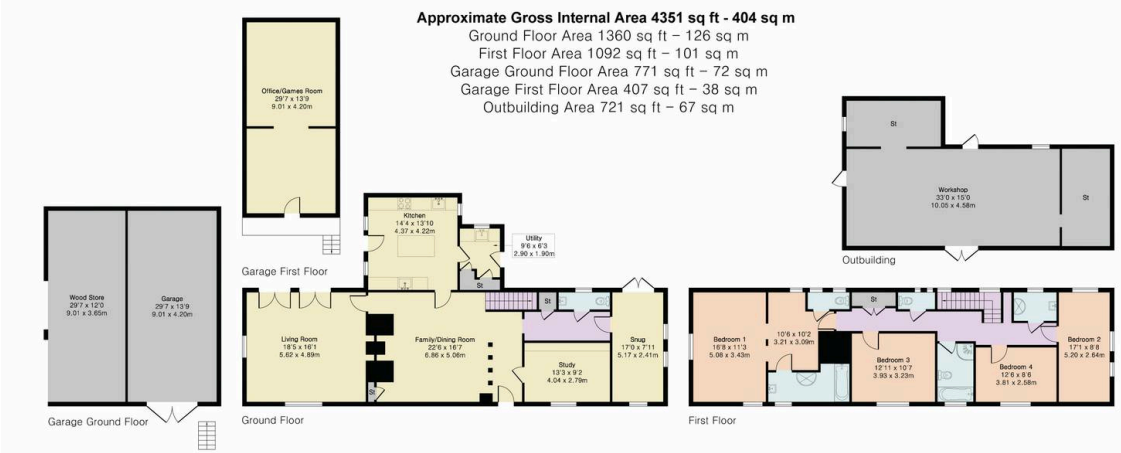 Approximate Gross Internal Area 4351 sq ft - 404 sq m
Ground Floor Area 1360 sq ft – 126 sq m
First Floor Area 1092 sq ft – 101 sq m
Garage Ground Floor Area 771 sq ft – 72 sq m
Garage First Floor Area 407 sq ft – 38 sq m
Outbuilding Area 721 sq ft – 67 sq m
Office/Games Room
29'7 x 13'9
9.01 x 4.20m
Garage First Floor
Wood Store
29'7 x 12'0
9.01 x 3.65m
Garage
29'7 x 13'9
9.01 x 4.20m
Garage Ground Floor
Kitchen
14'4 x 13'10
4.37 x 4.22m
Utility
9'6 x 6'3
2.90 x 1.90m
St
St
Living Room
18'5 x 16'1
5.62 x 4.89m
Family/Dining Room
22'6 x 16'7
6.86 x 5.06m
Snug
17'0 x 7'11
5.17 x 2.41m
Study
13'3 x 9'2
4.04 x 2.79m
St
Ground Floor
St
Workshop
33'0 x 15'0
10.05 x 4.58m
St
Outbuilding
St
Bedroom 1
16'8 x 11'3
5.08 x 3.43m
10'6 x 10'2
3.21 x 3.09m
Bedroom 2
17'1 x 8'8
5.20 x 2.64m
Bedroom 3
12'11 x 10'7
3.93 x 3.23m
Bedroom 4
12'6 x 8'6
3.81 x 2.58m
First Floor